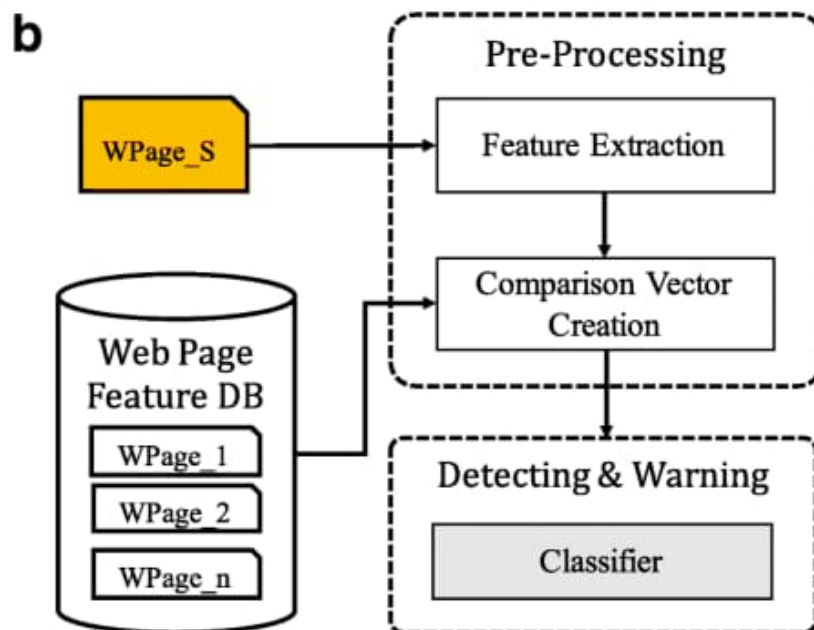 b
Pre-Processing
WPage_S
Feature Extraction
Comparison Vector
Creation
Web Page
Feature DB
WPage_1
WPage_2
WPage_n
Detecting & Warning
Classifier